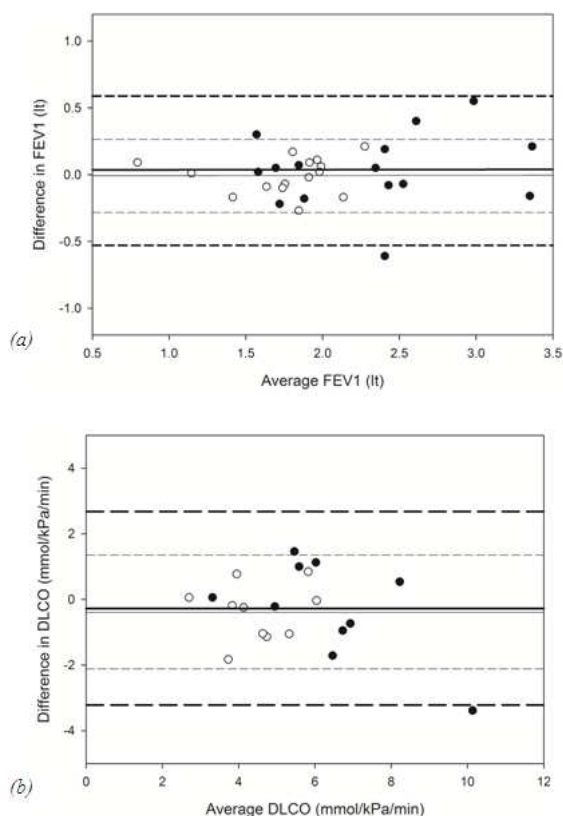 1.0
0.5
0.0
-0.5
-1.0
Difference in FEV1 (lt)
(a)
0.5 1.0 1.5 2.0 2.5 3.0 3.5
Average FEV1 (lt)
4
2
0
-2
-4
Difference in DLCO (mmol/kPa/min)
(b)
0 2 4 6 8 10 12
Average DLCO (mmol/kPa/min)